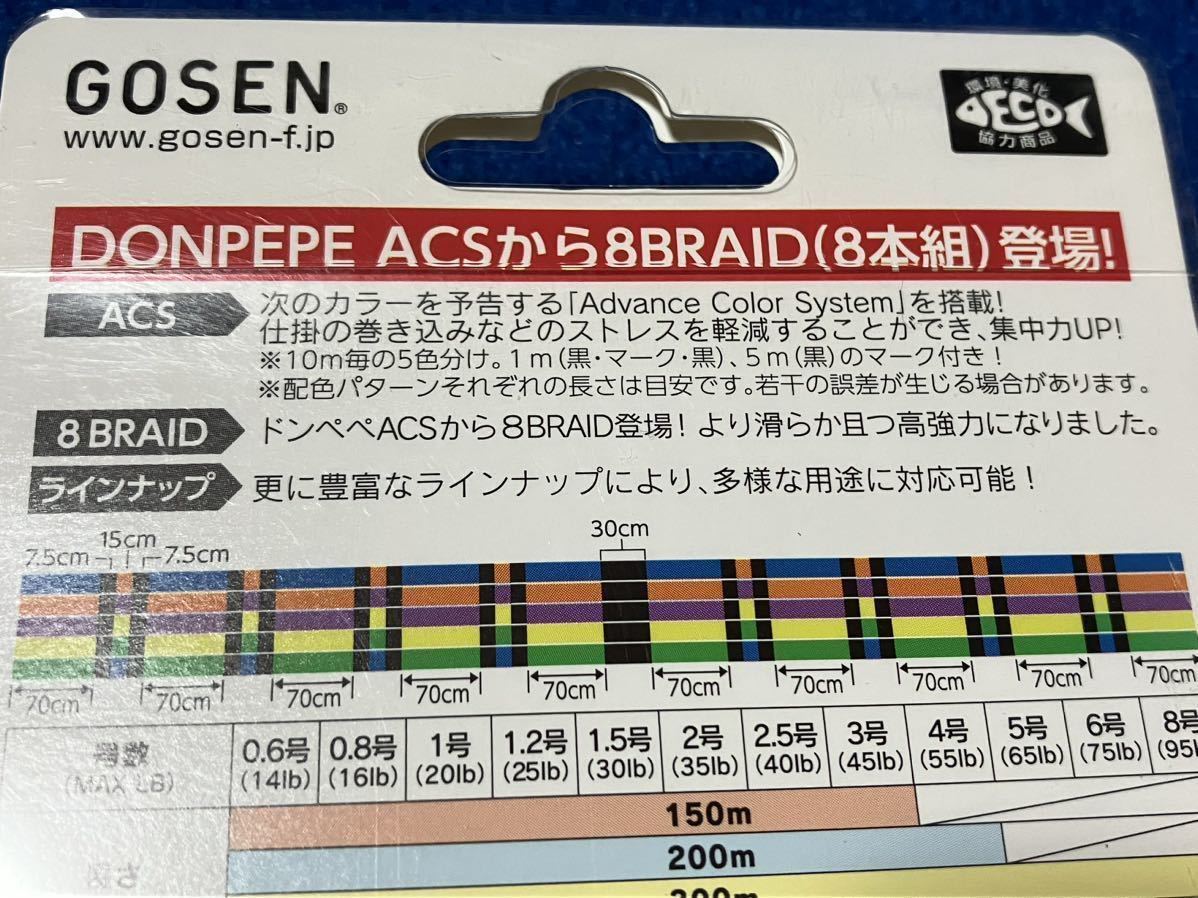 GOSEN®
www.gosen-f.jp
環境・美化
ECO
協力商品
DONPEPE ACSから8BRAID(8本組)登場!
ACS 次のカラーを予告する「Advance Color System」を搭載!
仕掛の巻き込みなどのストレスを軽減することができ、集中力UP!
※10m毎の5色分け。1m(黒・マーク・黒)、5m(黒)のマーク付き!
※配色パターンそれぞれの長さは目安です。若干の誤差が生じる場合があります。
8 BRAID ドンペペACSから8BRAID登場! より滑らか且つ高強力になりました。
ラインナップ 更に豊富なラインナップにより、多様な用途に対応可能!
30cm
15cm
7.5cm 7.5cm
70cm 70cm 70cm 70cm 70cm 70cm 70cm 70cm 70cm 70cm
号数 0.6号 0.8号 1号 1.2号 1.5号 2号 2.5号 3号 4号 5号 6号 8号
(MAX LB) (14lb) (16lb) (20lb) (25lb) (30lb) (35lb) (40lb) (45lb) (55lb) (65lb) (75lb) (95l
150m
200m
300m